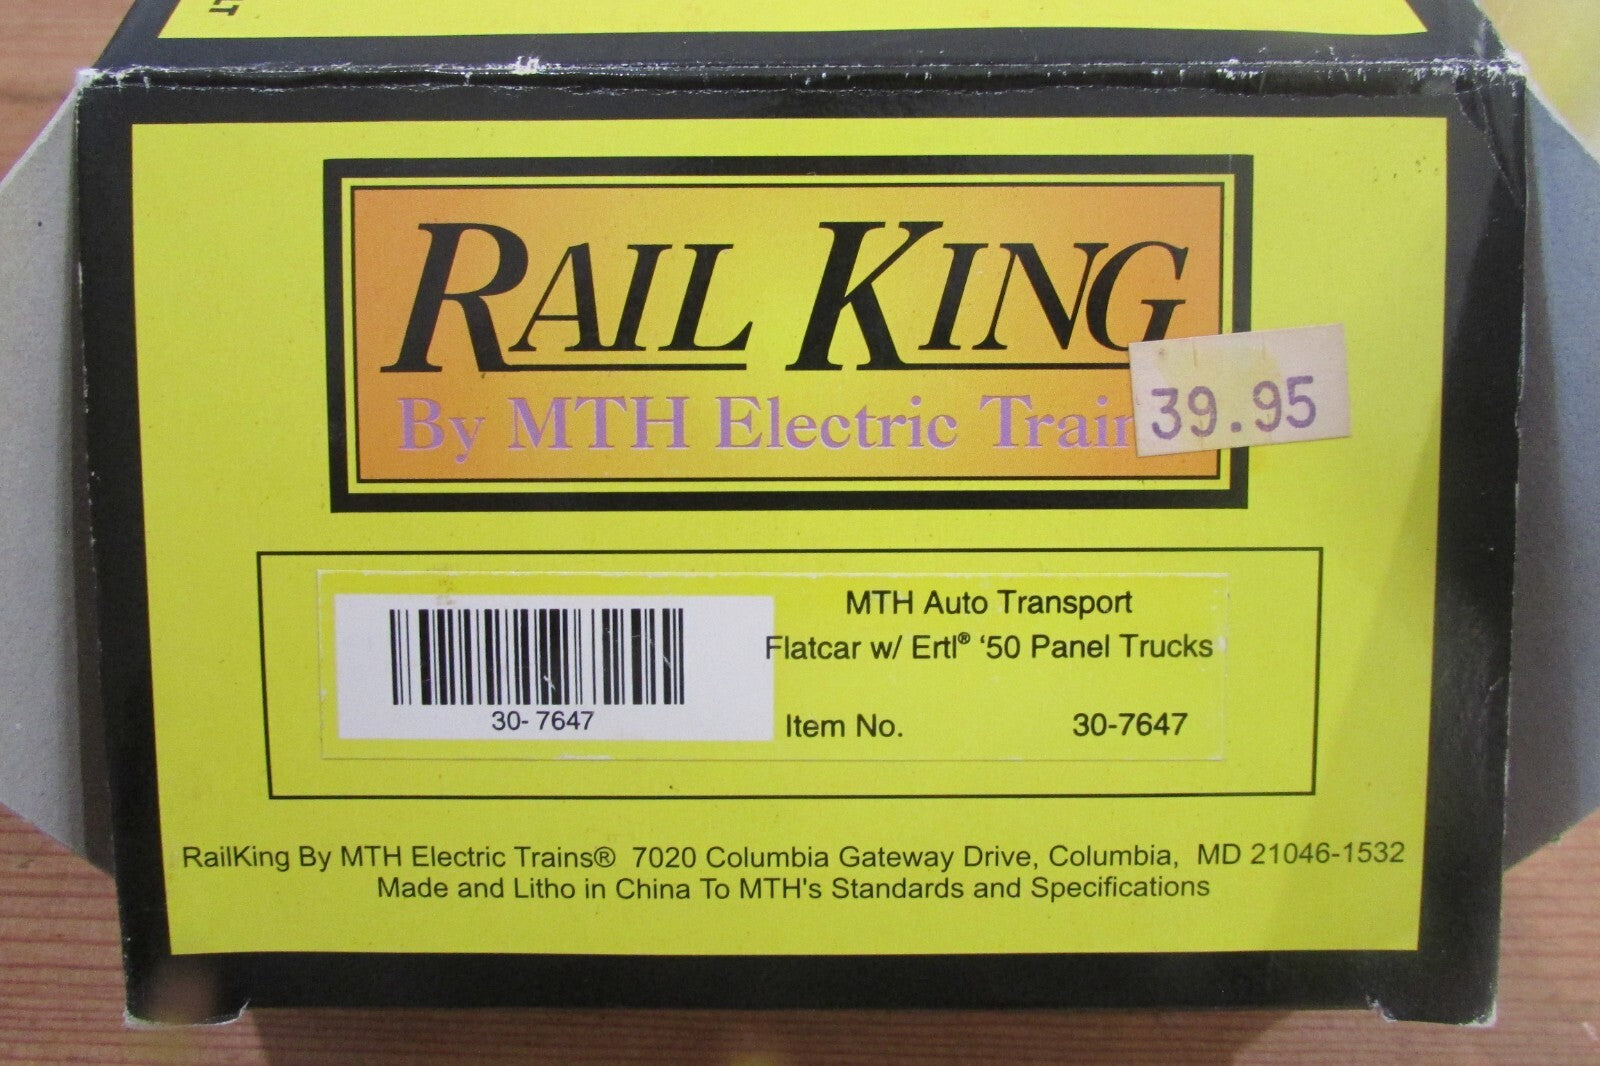 LT
RAIL KING
By MTH Electric Train
39.95
MTH Auto Transport
Flatcar w/ Ertl® ‘50 Panel Trucks
30- 7647
Item No. 30-7647
RailKing By MTH Electric Trains® 7020 Columbia Gateway Drive, Columbia, MD 21046-1532
Made and Litho in China To MTH's Standards and Specifications